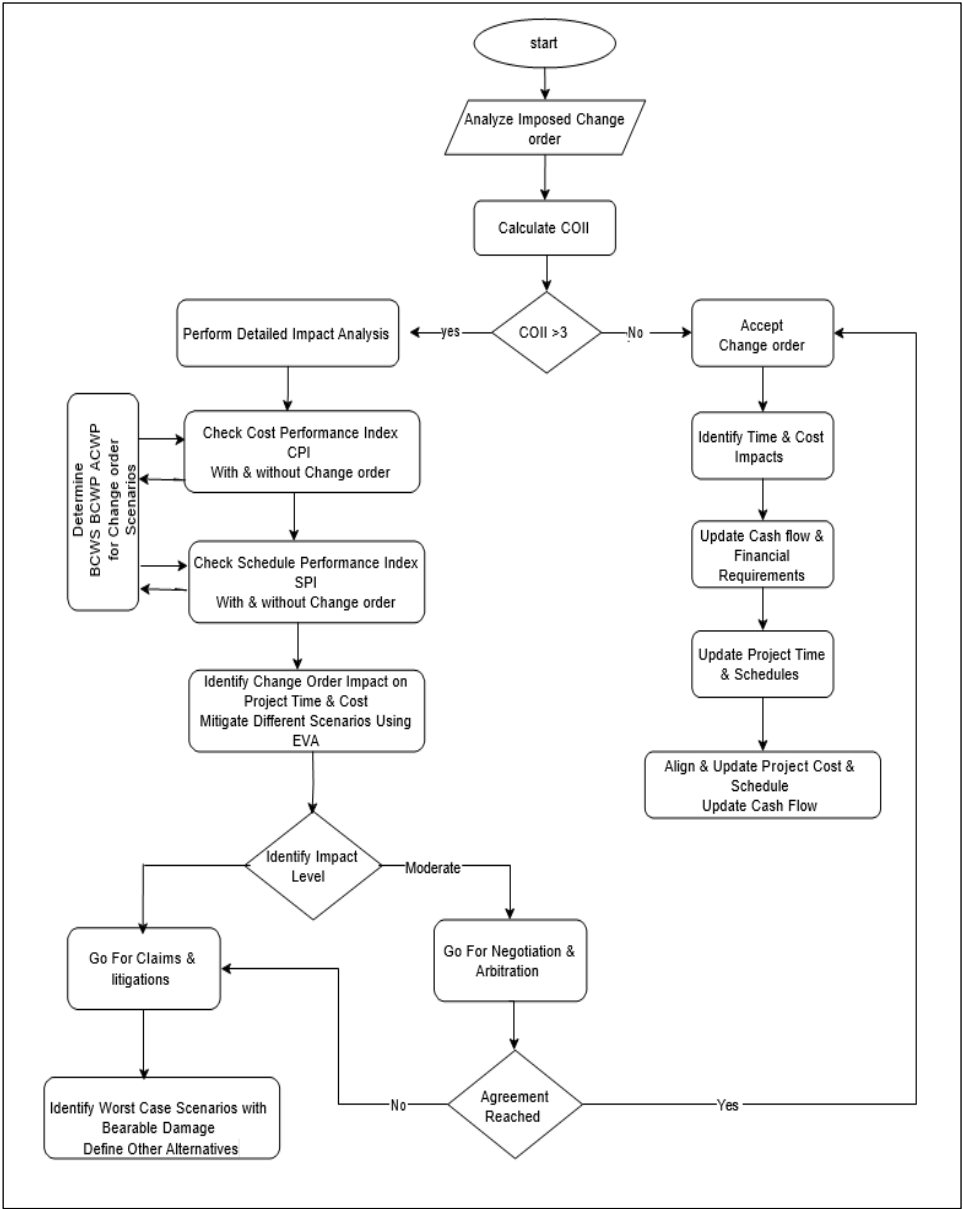 start
Analyze Imposed Change
order
Calculate COII
COII >3
yes
No
Perform Detailed Impact Analysis
Accept
Change order
Check Cost Performance Index
CPI
With & without Change order
Determine
BCWS BCWP ACWP
for Change order
Scenarios
Identify Time & Cost
Impacts
Check Schedule Performance Index
SPI
With & without Change order
Update Cash flow &
Financial
Requirements
Identify Change Order Impact on
Project Time & Cost
Mitigate Different Scenarios Using
EVA
Update Project Time
& Schedules
Align & Update Project Cost &
Schedule
Update Cash Flow
Identify Impact
Level
Moderate
Go For Claims &
litigations
Go For Negotiation &
Arbitration
Agreement
Reached
No
Yes
Identify Worst Case Scenarios with
Bearable Damage
Define Other Alternatives